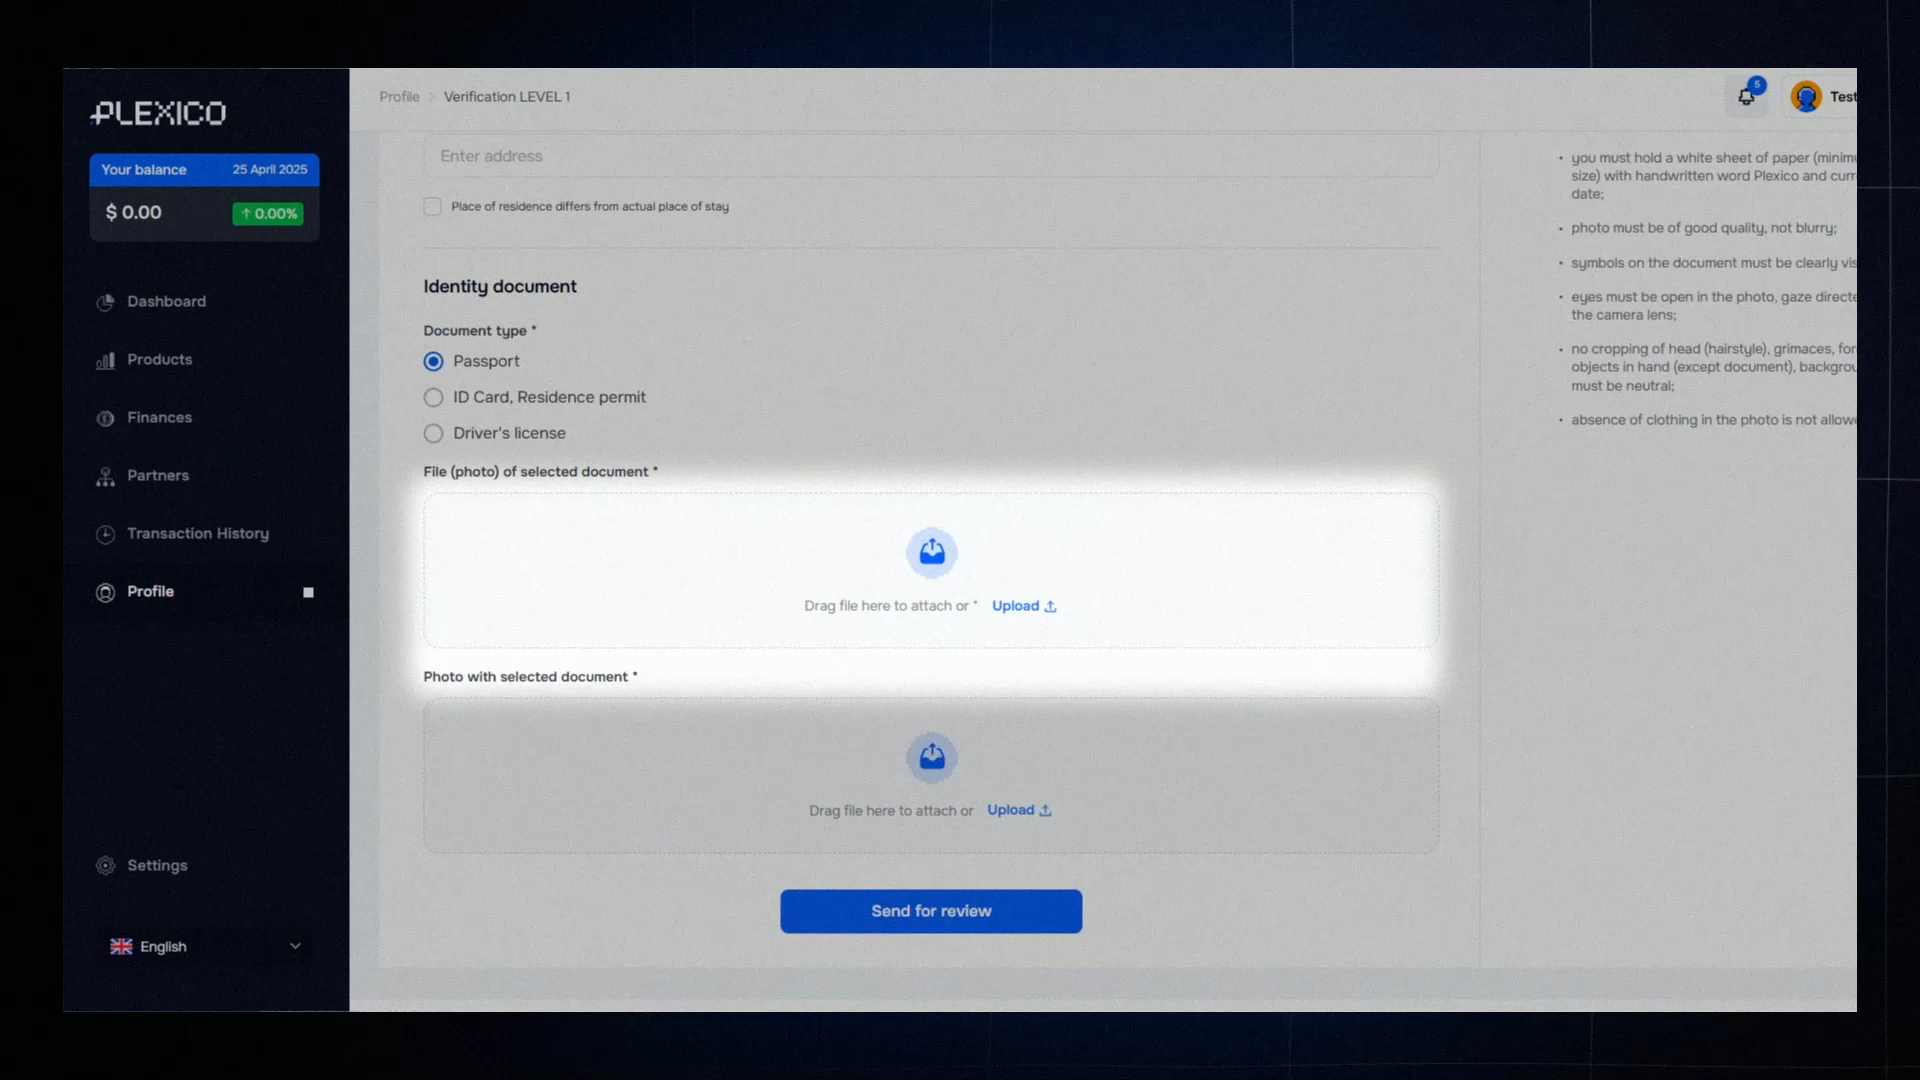 PLEXICO
Your balance 25 April 2025
$ 0.00 ↑ 0.00%
Dashboard
Products
Finances
Partners
Transaction History
Profile
Settings
English
Profile > Verification LEVEL 1
5
Test
Enter address
Place of residence differs from actual place of stay
Identity document
Document type *
Passport
ID Card, Residence permit
Driver's license
File (photo) of selected document *
Drag file here to attach or * Upload
Photo with selected document *
Drag file here to attach or Upload
Send for review
• you must hold a white sheet of paper
size) with handwritten word Plexico and
date;
• photo must be of good quality, not blurry;
• symbols on the document must be clearly
• eyes must be open in the photo, gaze
the camera lens;
• no cropping of head (hairstyle), grimaces,
objects in hand (except document),
must be neutral;
• absence of clothing in the photo is not